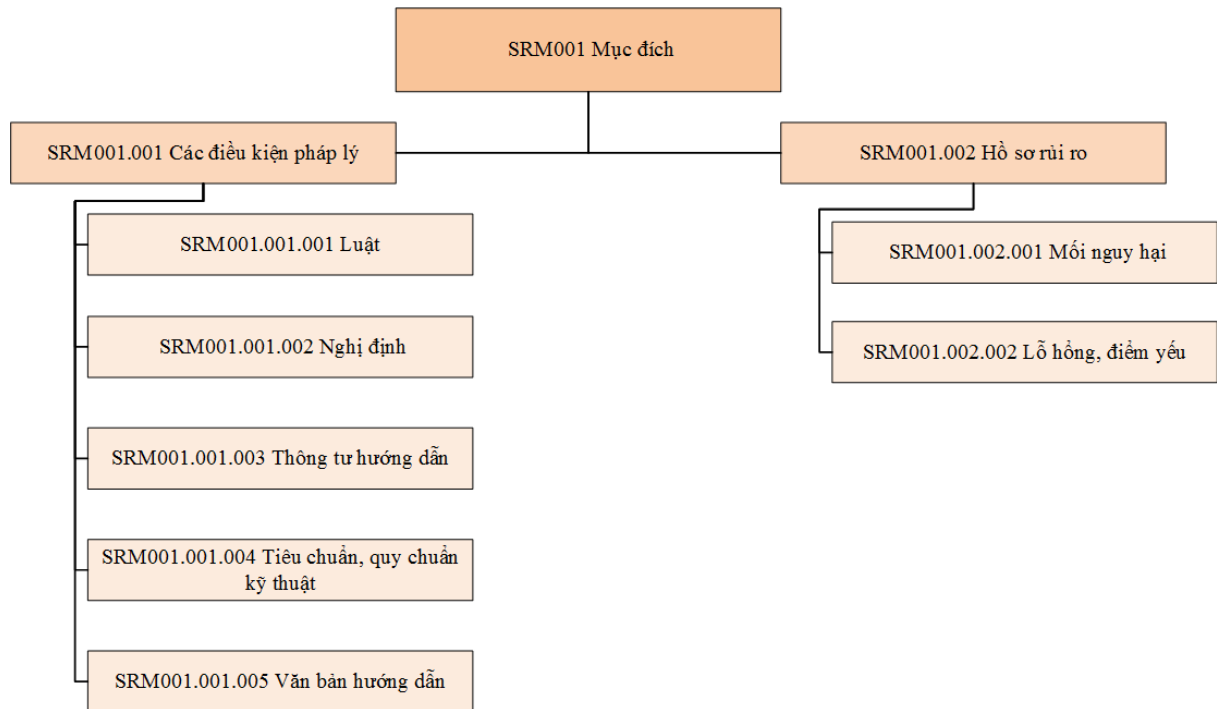 SRM001 Mục đích
SRM001.001 Các điều kiện pháp lý
SRM001.001.001 Luật
SRM001.001.002 Nghị định
SRM001.001.003 Thông tư hướng dẫn
SRM001.001.004 Tiêu chuẩn, quy chuẩn
kỹ thuật
SRM001.001.005 Văn bản hướng dẫn
SRM001.002 Hồ sơ rủi ro
SRM001.002.001 Mối nguy hại
SRM001.002.002 Lỗ hổng, điểm yếu